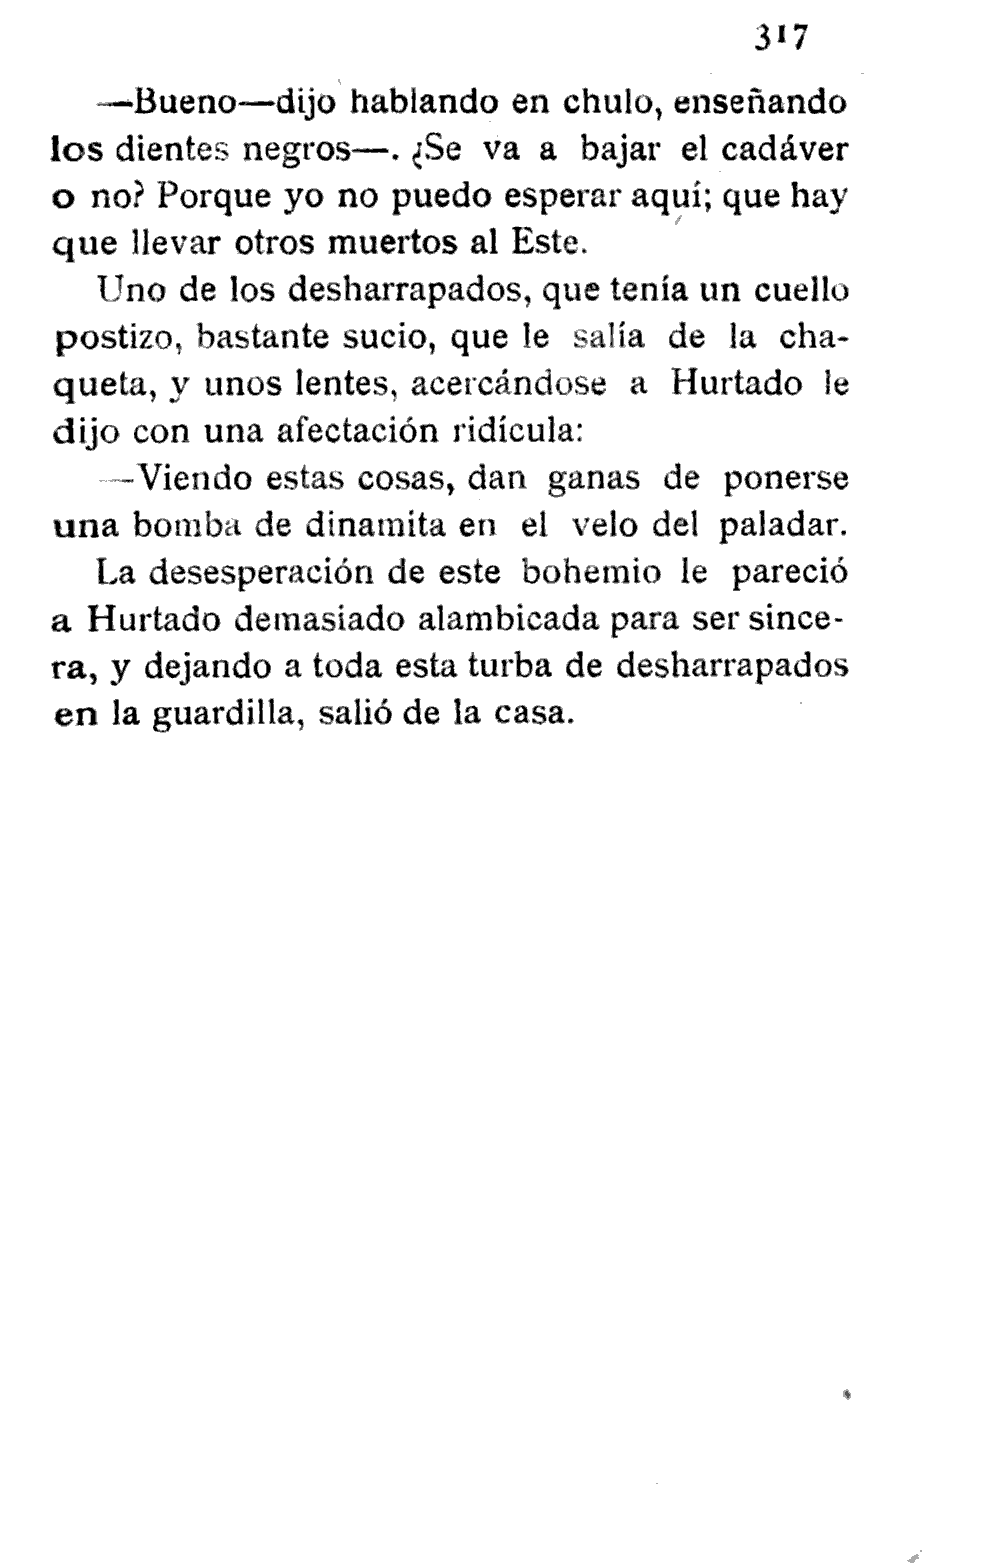 317
—Bueno—dijo hablando en chulo, enseñando
los dientes negros—. ¿Se va a bajar el cadáver
o no? Porque yo no puedo esperar aquí; que hay
que llevar otros muertos al Este.
Uno de los desharrapados, que tenía un cuello
postizo, bastante sucio, que le salía de la cha-
queta, y unos lentes, acercándose a Hurtado le
dijo con una afectación ridícula:
—Viendo estas cosas, dan ganas de ponerse
una bomba de dinamita en el velo del paladar.
La desesperación de este bohemio le pareció
a Hurtado demasiado alambicada para ser since-
ra, y dejando a toda esta turba de desharrapados
en la guardilla, salió de la casa.